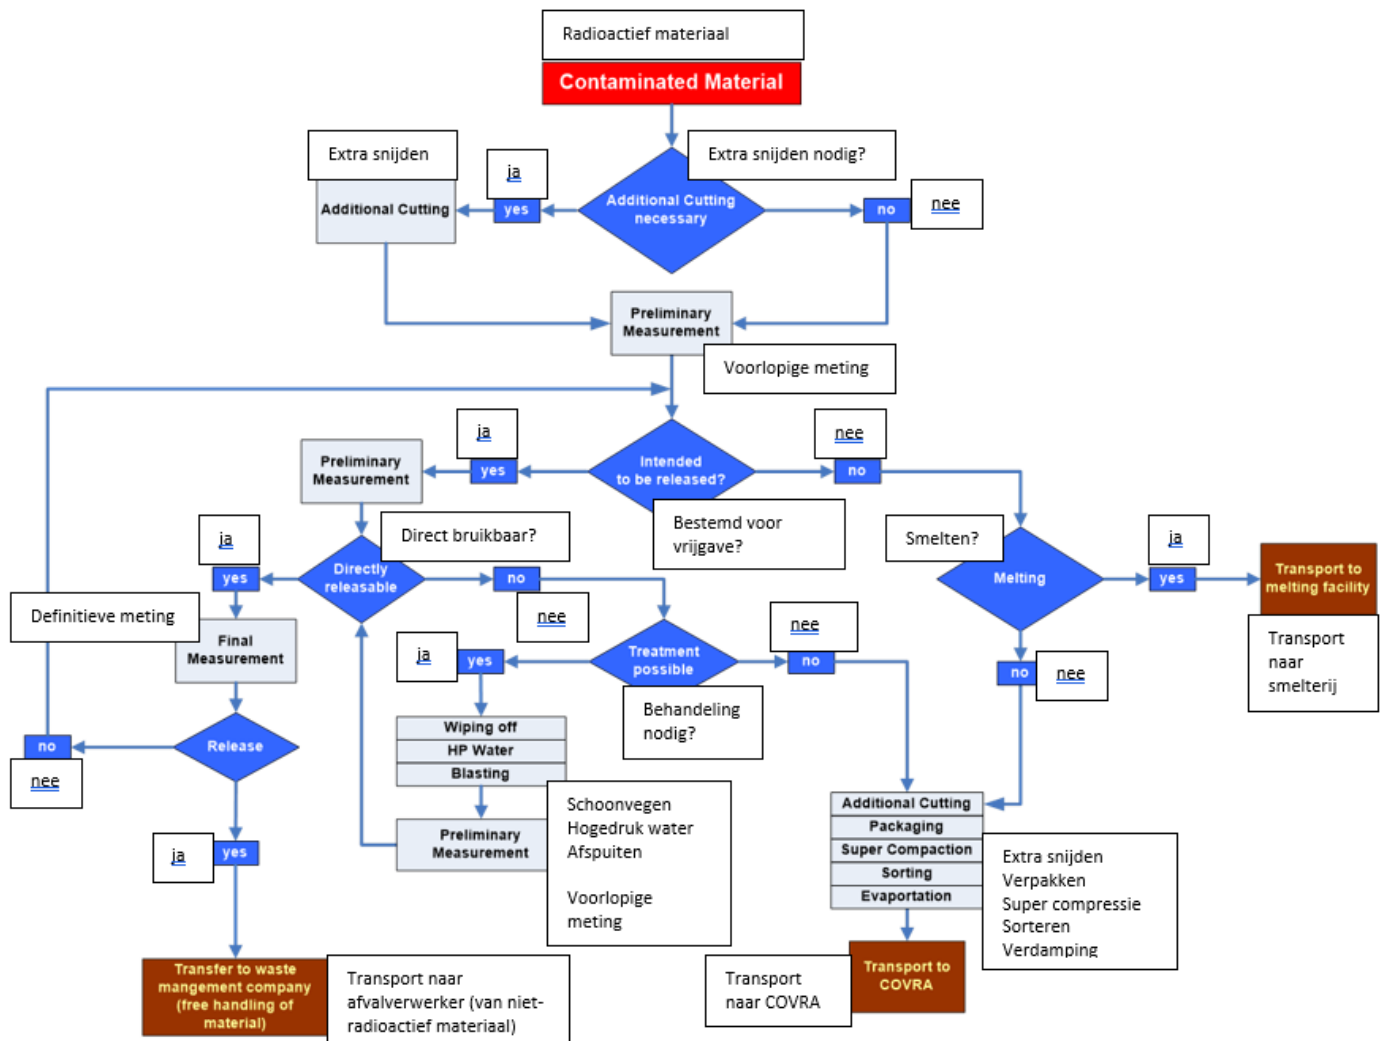 Radioactief materiaal
Contaminated Material
Extra snijden
ja
Extra snijden nodig?
Additional Cutting
yes
Additional Cutting
necessary
no
nee
Preliminary
Measurement
Voorlopige meting
ja
nee
Preliminary
Measurement
yes
Intended
to be released?
no
Bestemd voor
vrijgave?
ja
Direct bruikbaar?
Smelten?
ja
yes
Directly
releasable
no
nee
Melting
yes
Transport to
melting facility
Transport
naar
smelterij
Definitieve meting
Final
Measurement
ja
yes
Treatment
possible
nee
no
no
nee
Behandeling
nodig?
Release
no
nee
Wiping off
HP Water
Blasting
Preliminary
Measurement
Schoonvegen
Hogedruk water
Afspuiten
Voorlopige
meting
ja
yes
Additional Cutting
Packaging
Super Compaction
Sorting
Evaportation
Extra snijden
Verpakken
Super compressie
Sorteren
Verdamping
Transfer to waste
mangement company
(free handling of
material)
Transport naar
afvalverwerker (van niet-
radioactief materiaal)
Transport
naar COVRA
Transport to
COVRA